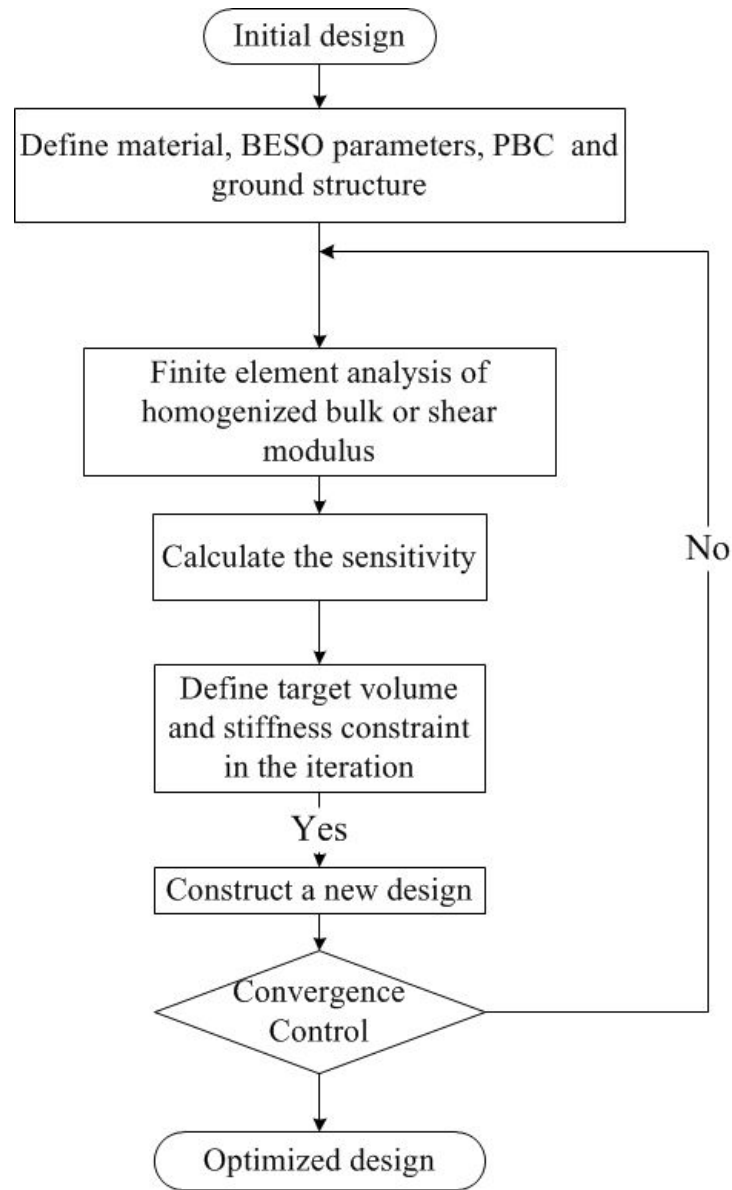 Initial design
Define material, BESO parameters, PBC and
ground structure
Finite element analysis of
homogenized bulk or shear
modulus
Calculate the sensitivity
No
Define target volume
and stiffness constraint
in the iteration
Yes
Construct a new design
Convergence
Control
Optimized design